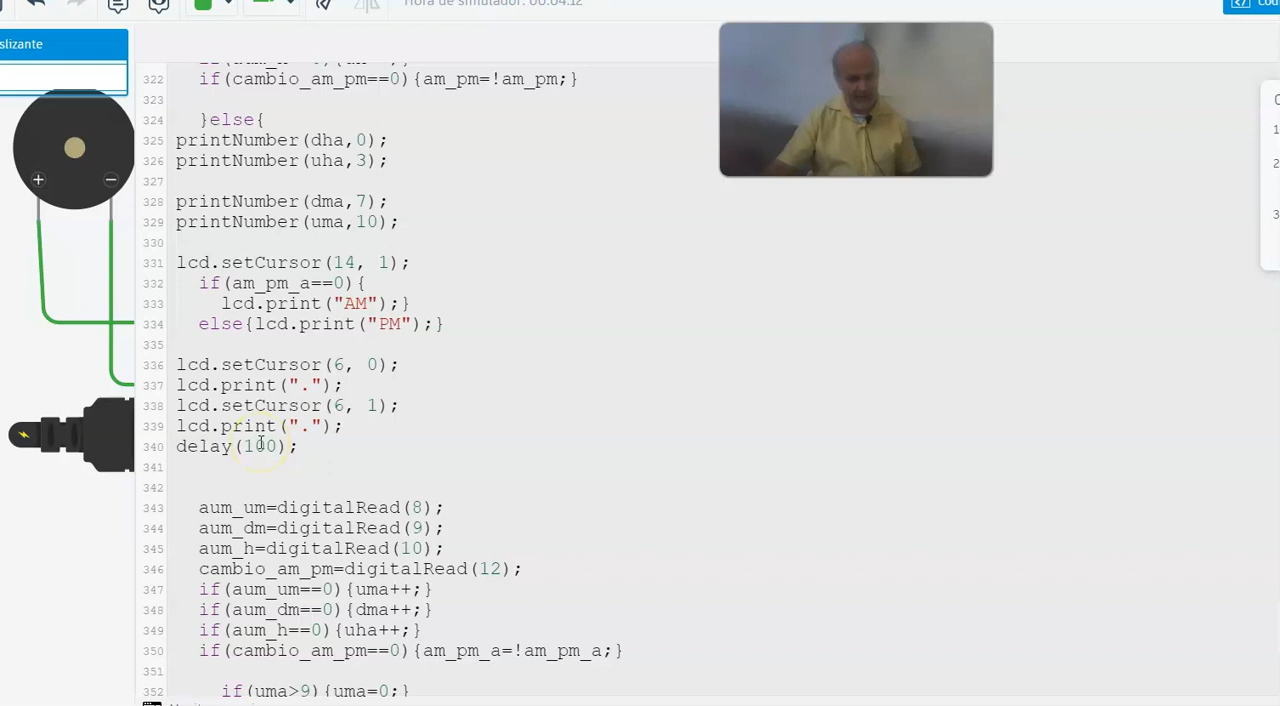 Hora de simulador: 00:04:12
Cód
slizante
322 if(cambio_am_pm==0){am_pm=!am_pm;}
323
324 }else{
325 printNumber(dha,0);
326 printNumber(uha,3);
327
328 printNumber(dma,7);
329 printNumber(uma,10);
330
331 lcd.setCursor(14, 1);
332 if(am_pm_a==0){
333 lcd.print("AM");}
334 else{lcd.print("PM");}
335
336 lcd.setCursor(6, 0);
337 lcd.print(".");
338 lcd.setCursor(6, 1);
339 lcd.print(".");
340 delay(100);
341
342
343 aum_um=digitalRead(8);
344 aum_dm=digitalRead(9);
345 aum_h=digitalRead(10);
346 cambio_am_pm=digitalRead(12);
347 if(aum_um==0){uma++;}
348 if(aum_dm==0){dma++;}
349 if(aum_h==0){uha++;}
350 if(cambio_am_pm==0){am_pm_a=!am_pm_a;}
351
352 if(uma>9){uma=0;}
1
2
3